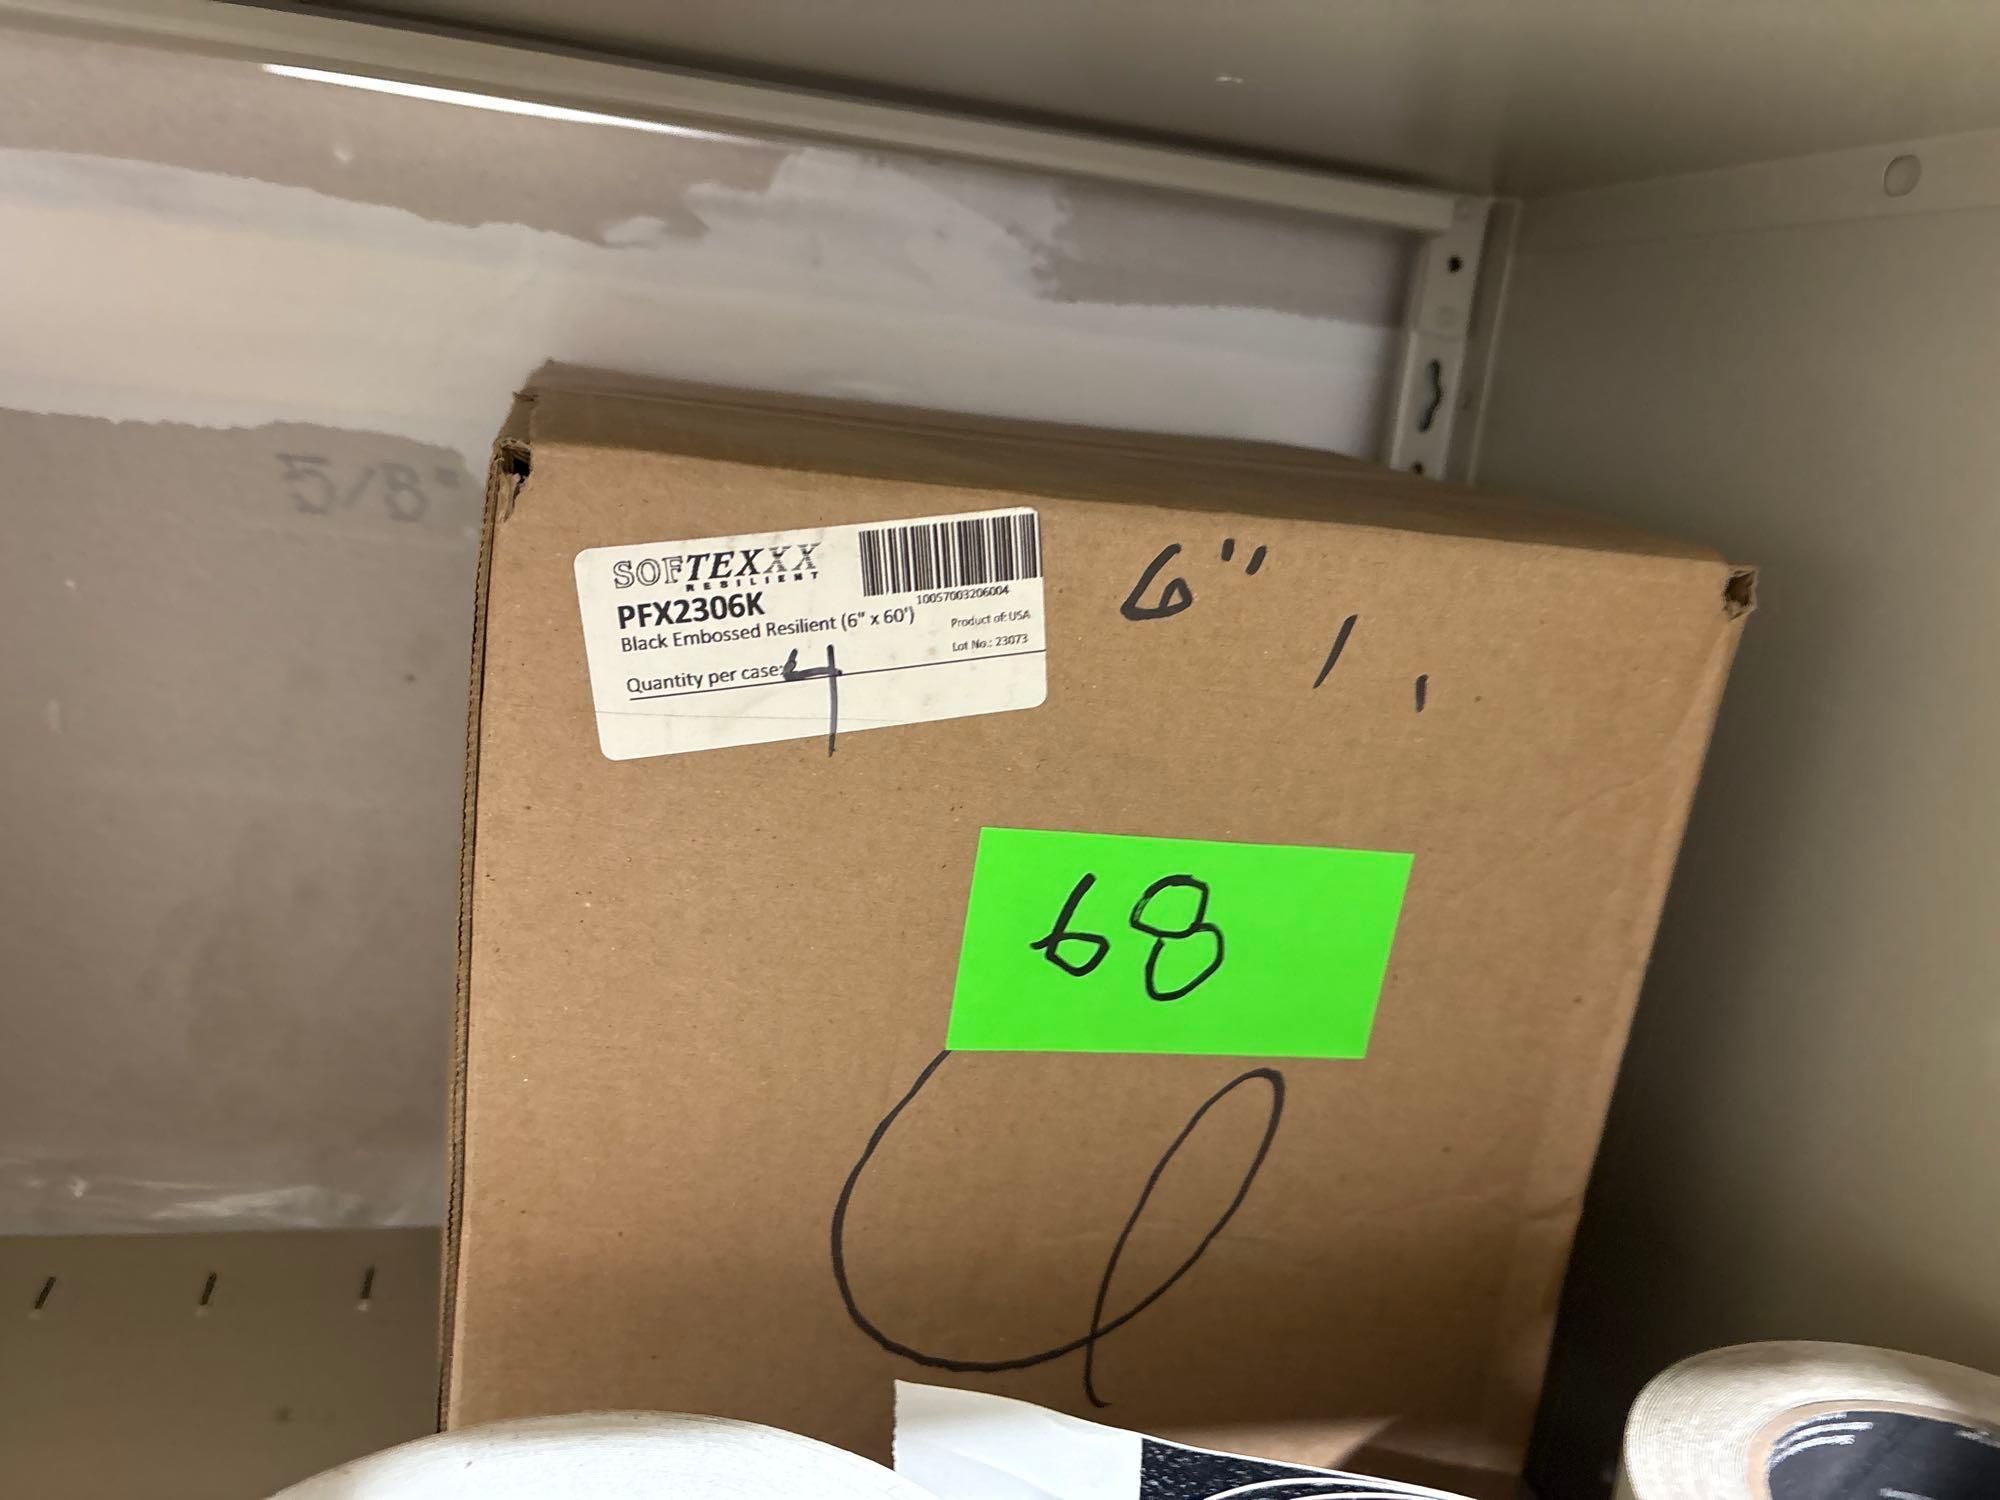 5/8"
SOFTEXXX
RESILIENT
10057003206004
PFX2306K
Black Embossed Resilient (6" x 60')
Product of: USA
Lot No.: 23073
Quantity per case: 4
6"
68